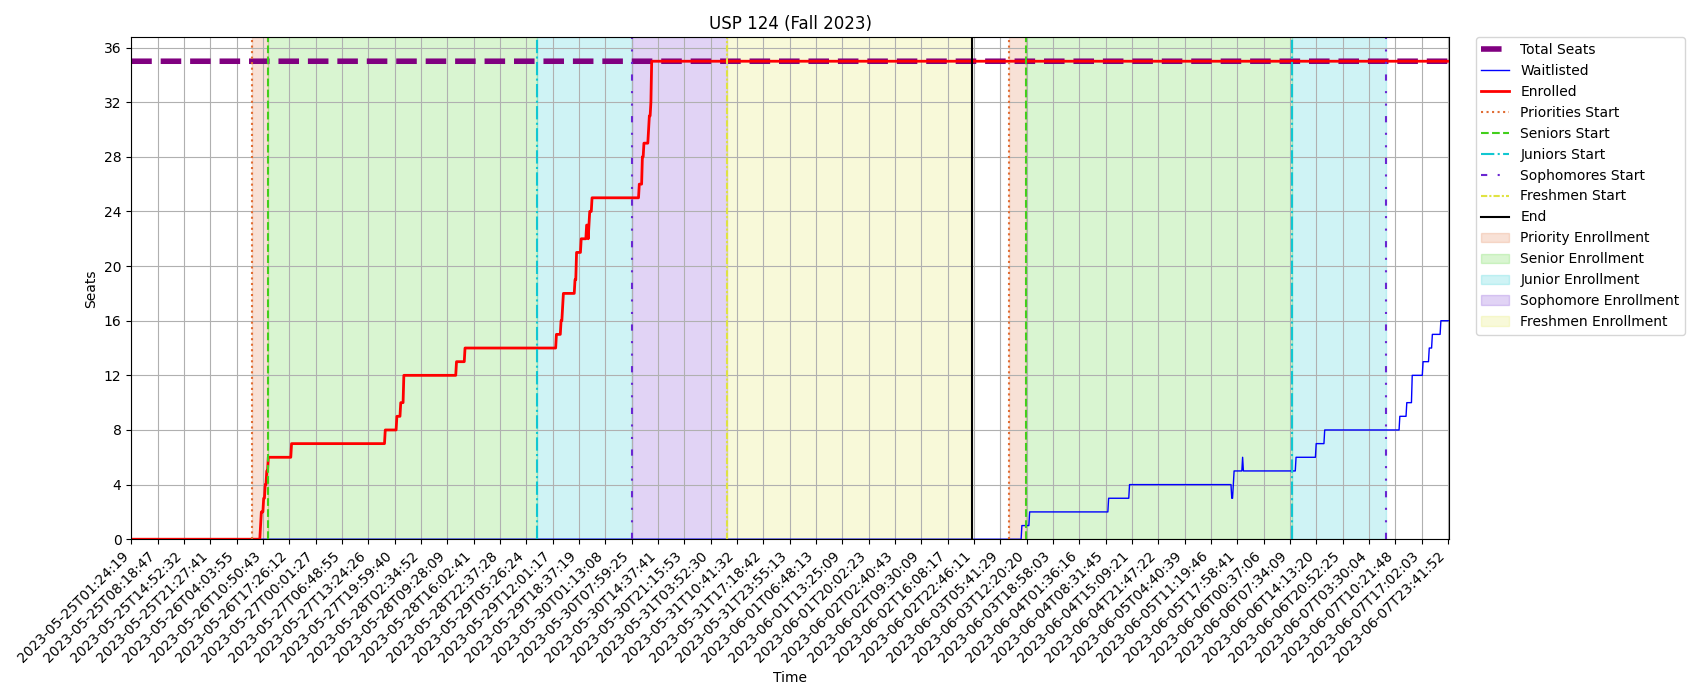 USP 124 (Fall 2023)
Seats
36
32
28
24
20
16
12
8
4
0
2023-05-25T01:24:19
2023-05-25T08:18:47
2023-05-25T14:52:32
2023-05-25T21:27:41
2023-05-26T04:03:55
2023-05-26T10:50:43
2023-05-26T17:26:12
2023-05-27T00:01:27
2023-05-27T06:48:55
2023-05-27T13:24:26
2023-05-27T19:59:40
2023-05-28T02:34:52
2023-05-28T09:28:09
2023-05-28T16:02:41
2023-05-28T22:37:28
2023-05-29T05:26:24
2023-05-29T12:01:17
2023-05-29T18:37:19
2023-05-30T01:13:08
2023-05-30T07:59:25
2023-05-30T14:37:41
2023-05-30T21:15:53
2023-05-31T03:52:30
2023-05-31T10:41:32
2023-05-31T17:18:42
2023-05-31T23:55:13
2023-06-01T06:48:13
2023-06-01T13:25:09
2023-06-01T20:02:23
2023-06-02T02:40:43
2023-06-02T09:30:09
2023-06-02T16:08:17
2023-06-02T22:46:11
2023-06-03T05:41:29
2023-06-03T12:20:20
2023-06-03T18:58:03
2023-06-04T01:36:16
2023-06-04T08:31:45
2023-06-04T15:09:21
2023-06-04T21:47:22
2023-06-05T04:40:39
2023-06-05T11:19:46
2023-06-05T17:58:41
2023-06-06T00:37:06
2023-06-06T07:34:09
2023-06-06T14:13:20
2023-06-06T20:52:25
2023-06-07T03:30:04
2023-06-07T10:21:48
2023-06-07T17:02:03
2023-06-07T23:41:52
Time
Total Seats
Waitlisted
Enrolled
Priorities Start
Seniors Start
Juniors Start
Sophomores Start
Freshmen Start
End
Priority Enrollment
Senior Enrollment
Junior Enrollment
Sophomore Enrollment
Freshmen Enrollment